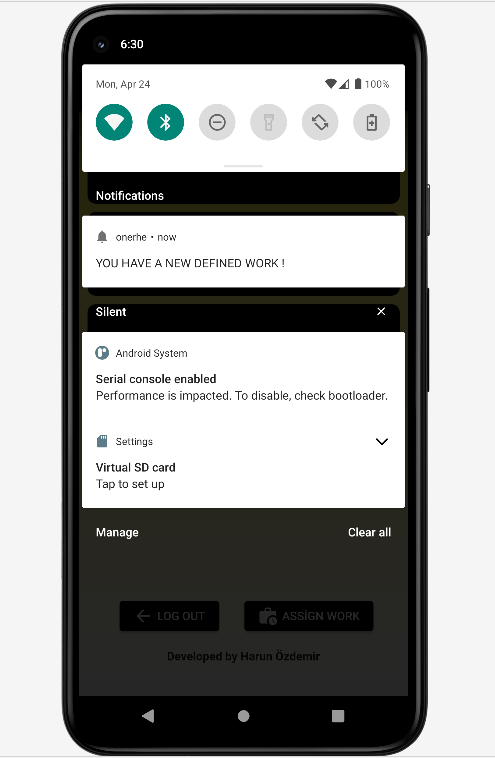 6:30
Mon, Apr 24
100%
Notifications
onerhe • now
YOU HAVE A NEW DEFINED WORK !
Silent
Android System
Serial console enabled
Performance is impacted. To disable, check bootloader.
Settings
Virtual SD card
Tap to set up
Manage
Clear all
LOG OUT
ASSİGN WORK
Developed by Harun Özdemir